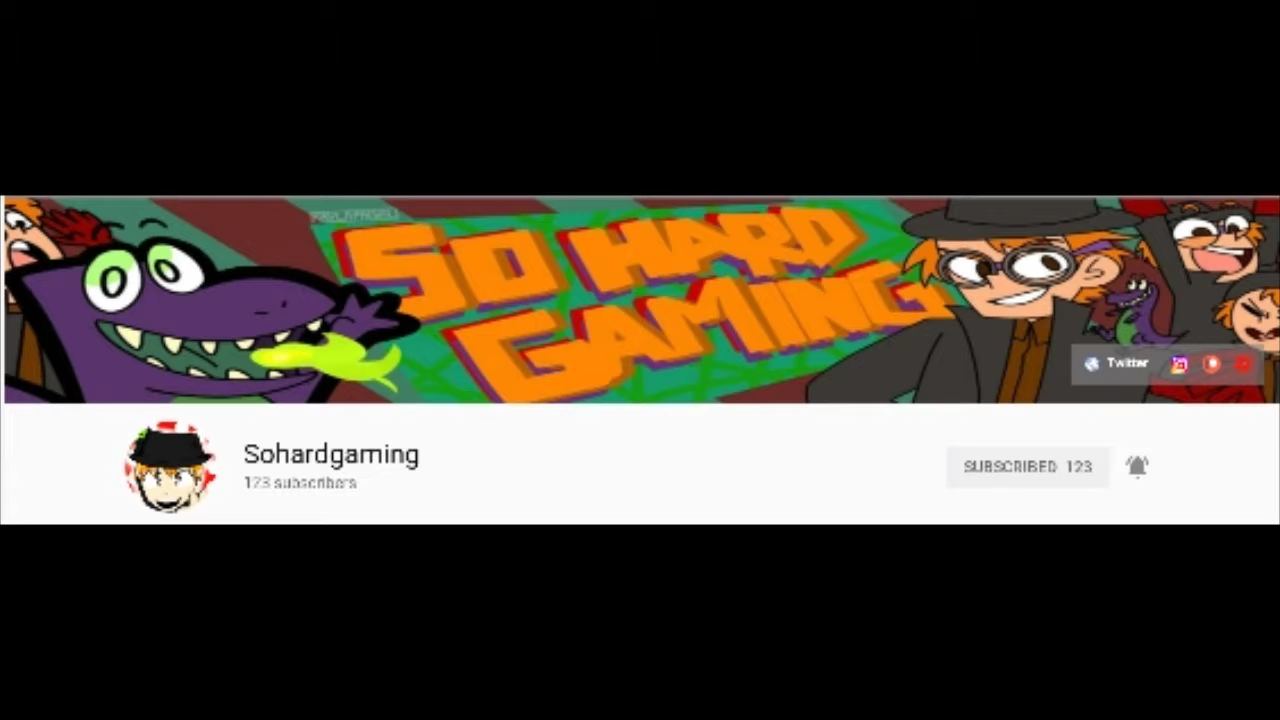 SO HARD
GAMING
Twitter
Sohardgaming
123 subscribers
SUBSCRIBED 123